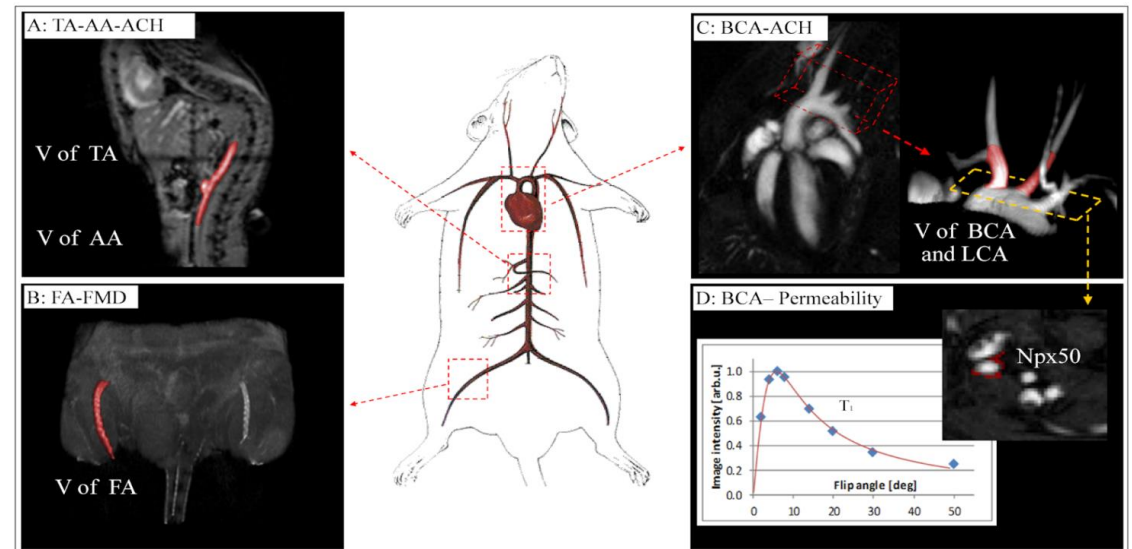 A: TA-AA-ACH
V of TA
V of AA
B: FA-FMD
V of FA
C: BCA-ACH
V of BCA
and LCA
D: BCA– Permeability
Npx50
Image intensity [arb.u.]
1.0
0.8
0.6
0.4
0.2
0.0
T1
Flip angle [deg]
0 10 20 30 40 50